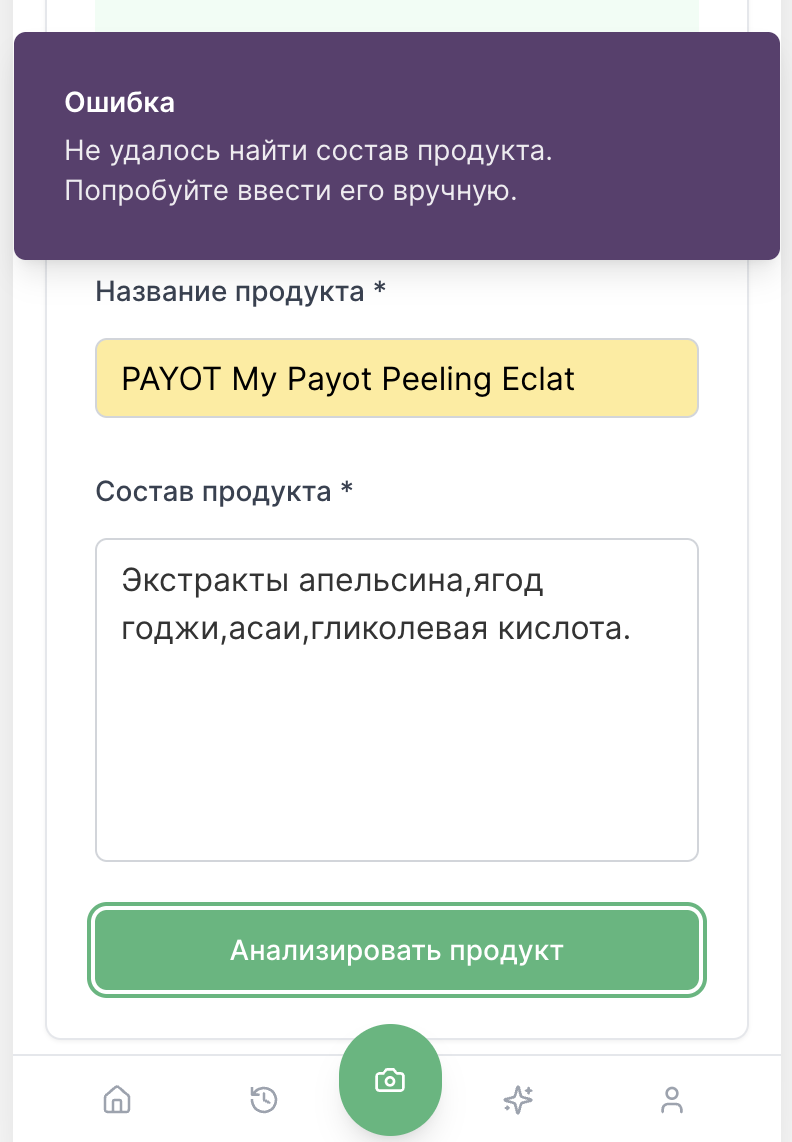 Ошибка
Не удалось найти состав продукта.
Попробуйте ввести его вручную.
Название продукта *
PAYOT My Payot Peeling Eclat
Состав продукта *
Экстракты апельсина,ягод
годжи,асаи,гликолевая кислота.
Анализировать продукт